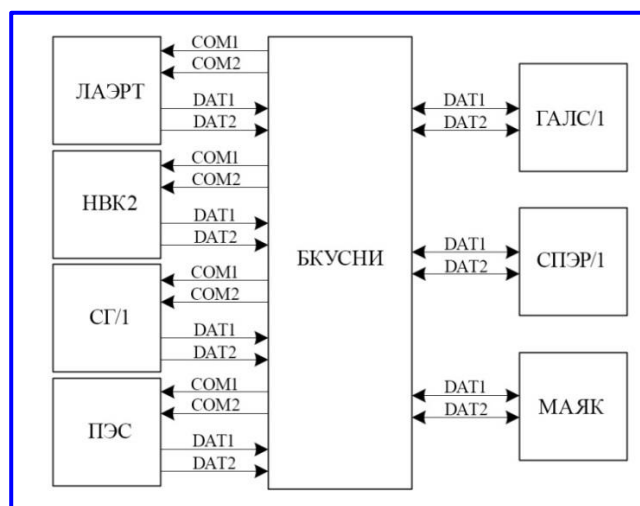 ЛАЭРТ
COM1
COM2
DAT1
DAT2
НВК2
COM1
COM2
DAT1
DAT2
СГ/1
COM1
COM2
DAT1
DAT2
ПЭС
COM1
COM2
DAT1
DAT2
БКУСНИ
DAT1
DAT2
ГАЛС/1
DAT1
DAT2
СПЭР/1
DAT1
DAT2
МАЯК